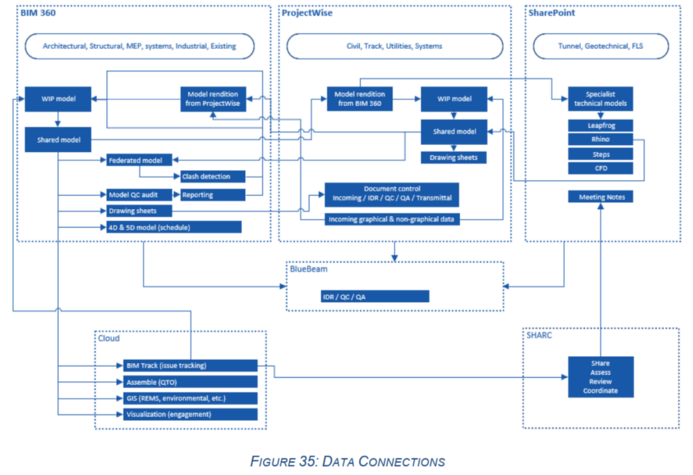 BIM 360
Architectural, Structural, MEP, systems, Industrial, Existing
WIP model
Model rendition
from ProjectWise
Shared model
Federated model
Clash detection
Model QC audit
Reporting
Drawing sheets
4D & 5D model (schedule)
ProjectWise
Civil, Track, Utilities, Systems
Model rendition
from BIM 360
WIP model
Shared model
Drawing sheets
Document control
Incoming / IDR / QC / QA / Transmittal
Incoming graphical & non-graphical data
SharePoint
Tunnel, Geotechnical, FLS
Specialist
technical models
Leapfrog
Rhino
Steps
CFD
Meeting Notes
BlueBeam
IDR / QC / QA
Cloud
BIM Track (issue tracking)
Assemble (QTO)
GIS (REMS, environmental, etc.)
Visualization (engagement)
SHARC
SHare
Assess
Review
Coordinate
FIGURE 35: DATA CONNECTIONS